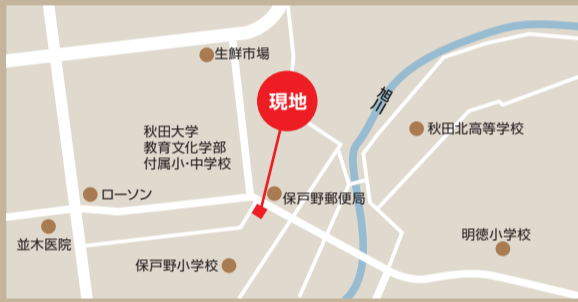 生鮮市場
現地
旭川
秋田北高等学校
秋田大学
教育文化学部
付属小・中学校
ローソン
保戸野郵便局
並木医院
保戸野小学校
明徳小学校